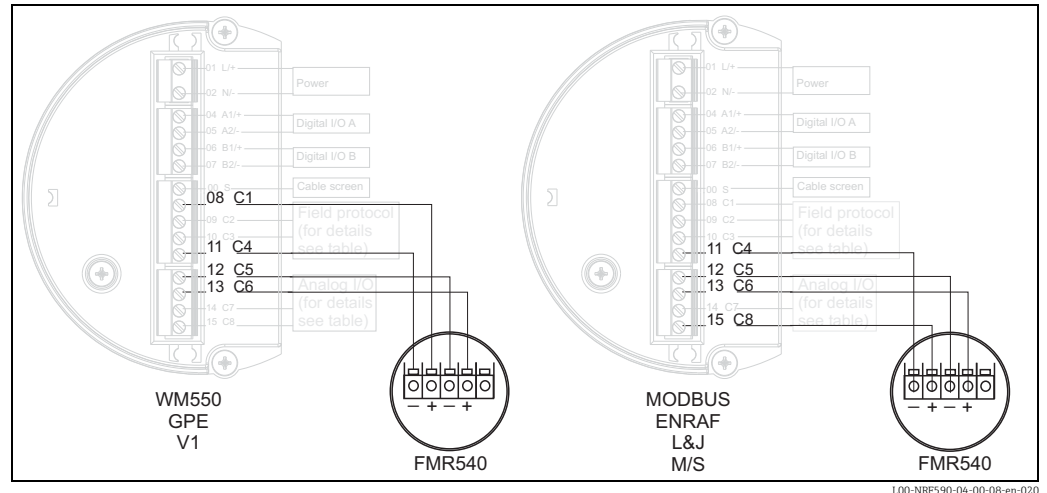 01 L/+
02 N/-
Power
04 A1/+
05 A2/-
Digital I/O A
06 B1/+
07 B2/-
Digital I/O B
00 S
Cable screen
08 C1
09 C2
10 C3
Field protocol
(for details
see table)
11 C4
12 C5
13 C6
14 C7
15 C8
Analog I/O
(for details
see table)
WM550
GPE
V1
– + – +
FMR540
01 L/+
02 N/-
Power
04 A1/+
05 A2/-
Digital I/O A
06 B1/+
07 B2/-
Digital I/O B
00 S
Cable screen
08 C1
09 C2
10 C3
Field protocol
(for details
see table)
11 C4
12 C5
13 C6
14 C7
15 C8
Analog I/O
(for details
see table)
MODBUS
ENRAF
L&J
M/S
– + – +
FMR540
L00-NRF590-04-00-08-en-020